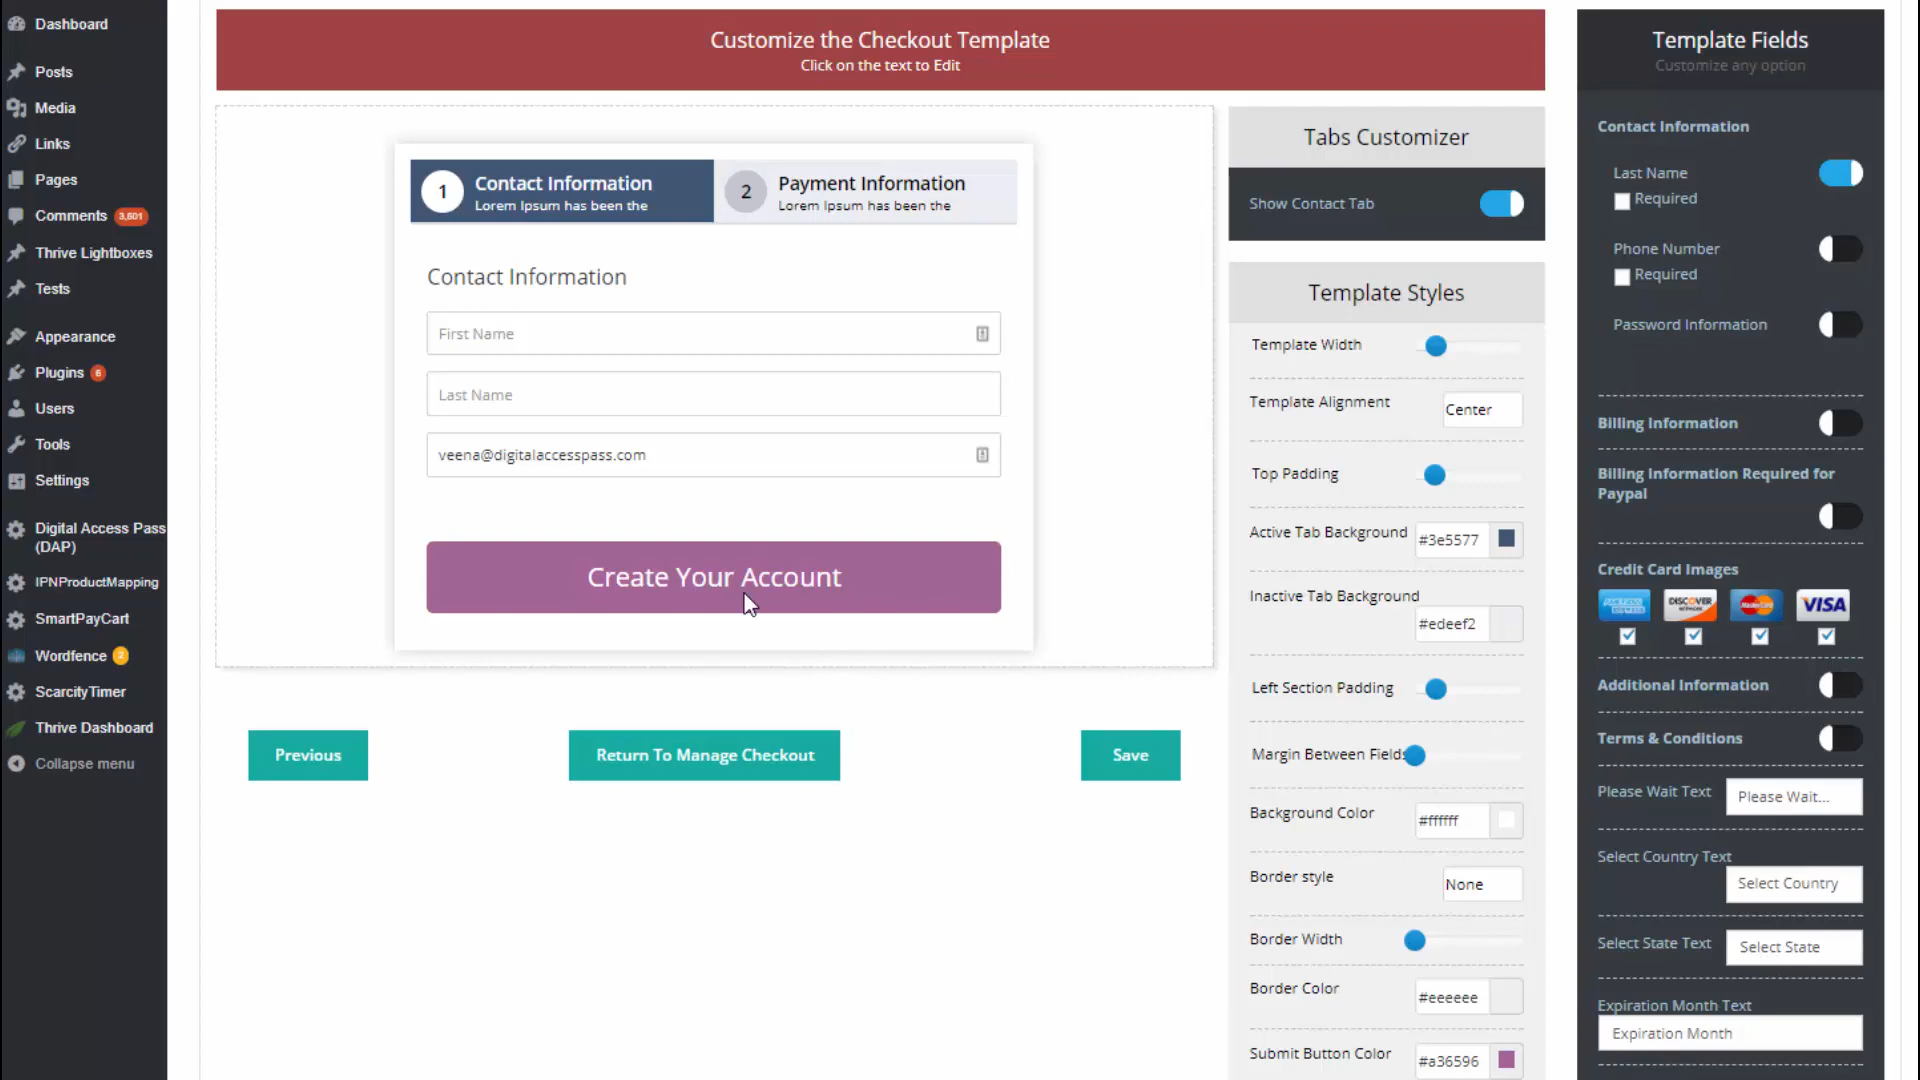 Dashboard
Posts
Media
Links
Pages
Comments 3,601
Thrive Lightboxes
Tests
Appearance
Plugins 6
Users
Tools
Settings
Digital Access Pass
(DAP)
IPNProductMapping
SmartPayCart
Wordfence 2
ScarcityTimer
Thrive Dashboard
Collapse menu
Customize the Checkout Template
Click on the text to Edit
1 Contact Information
Lorem Ipsum has been the
2 Payment Information
Lorem Ipsum has been the
Contact Information
First Name
Last Name
veena@digitalaccesspass.com
Create Your Account
Previous
Return To Manage Checkout
Save
Tabs Customizer
Show Contact Tab
Template Styles
Template Width
Template Alignment Center
Top Padding
Active Tab Background #3e5577
Inactive Tab Background
#edeef2
Left Section Padding
Margin Between Fields
Background Color #ffffff
Border style None
Border Width
Border Color #eeeeee
Submit Button Color #a36596
Template Fields
Customize any option
Contact Information
Last Name
Required
Phone Number
Required
Password Information
Billing Information
Billing Information Required for
Paypal
Credit Card Images
DISCOVER MasterCard VISA
Additional Information
Terms & Conditions
Please Wait Text Please Wait...
Select Country Text
Select Country
Select State Text Select State
Expiration Month Text
Expiration Month